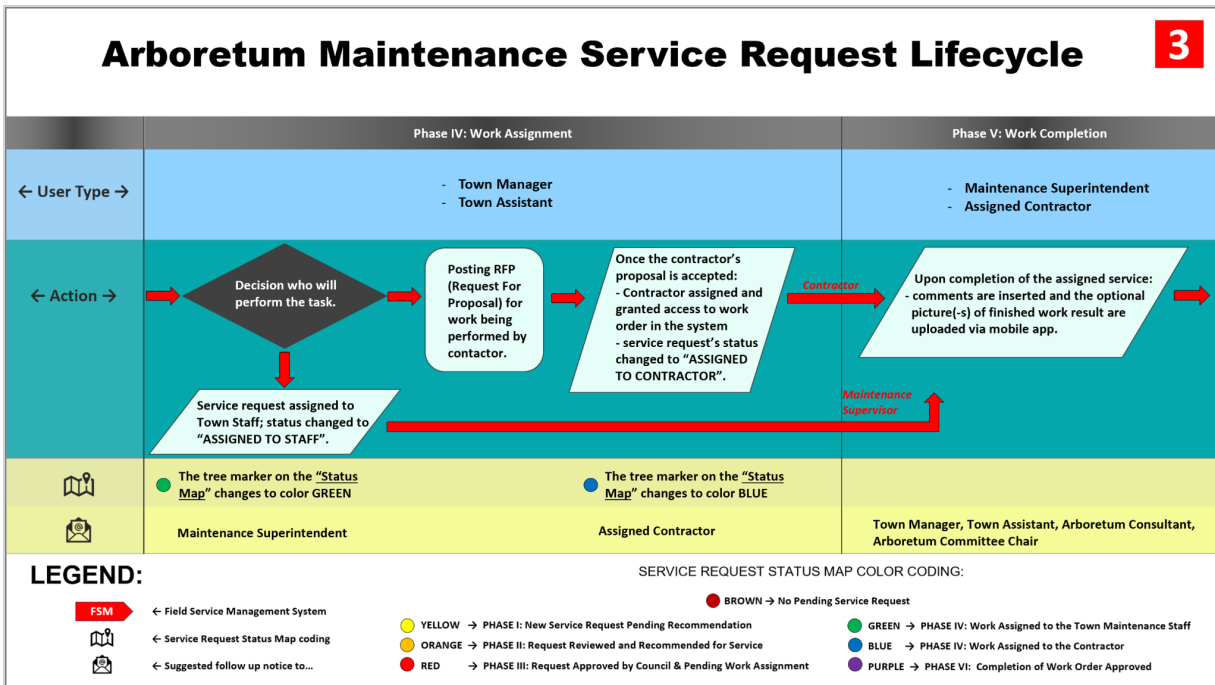 Arboretum Maintenance Service Request Lifecycle
3
Phase IV: Work Assignment
Phase V: Work Completion
← User Type →
- Town Manager
- Town Assistant
- Maintenance Superintendent
- Assigned Contractor
← Action →
Decision who will
perform the task.
Posting RFP
(Request For
Proposal) for
work being
performed by
contactor.
Once the contractor's
proposal is accepted:
- Contractor assigned and
granted access to work
order in the system
- service request's status
changed to "ASSIGNED
TO CONTRACTOR".
Contractor
Upon completion of the assigned service:
- comments are inserted and the optional
picture(-s) of finished work result are
uploaded via mobile app.
Service request assigned to
Town Staff; status changed to
"ASSIGNED TO STAFF".
Maintenance
Supervisor
The tree marker on the "Status
Map" changes to color GREEN
The tree marker on the "Status
Map" changes to color BLUE
Maintenance Superintendent
Assigned Contractor
Town Manager, Town Assistant, Arboretum Consultant,
Arboretum Committee Chair
LEGEND:
FSM
← Field Service Management System
← Service Request Status Map coding
← Suggested follow up notice to...
SERVICE REQUEST STATUS MAP COLOR CODING:
BROWN → No Pending Service Request
YELLOW → PHASE I: New Service Request Pending Recommendation
ORANGE → PHASE II: Request Reviewed and Recommended for Service
RED → PHASE III: Request Approved by Council & Pending Work Assignment
GREEN → PHASE IV: Work Assigned to the Town Maintenance Staff
BLUE → PHASE IV: Work Assigned to the Contractor
PURPLE → PHASE VI: Completion of Work Order Approved